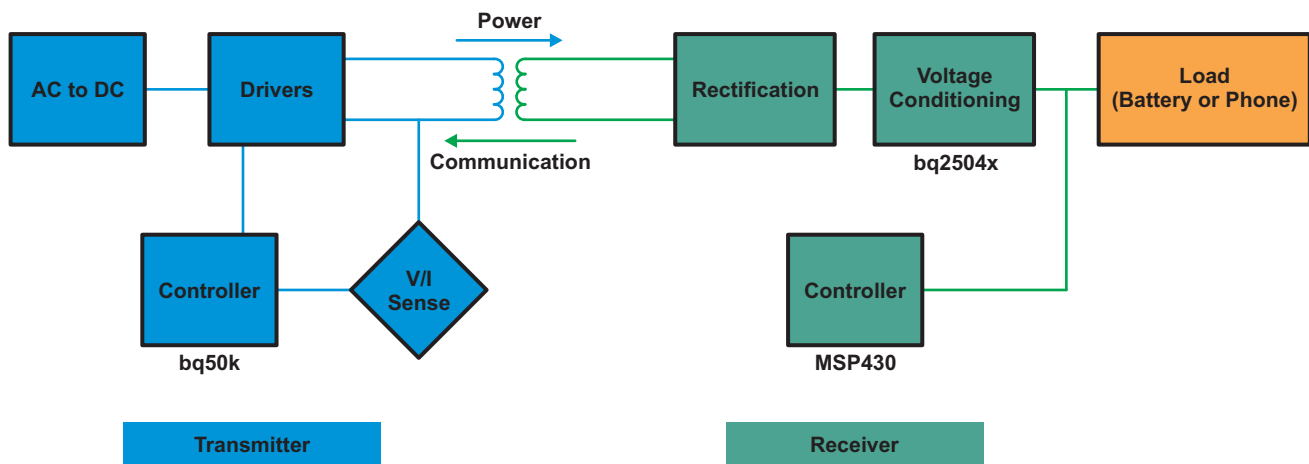 Power
AC to DC
Drivers
Rectification
Voltage
Conditioning
Load
(Battery or Phone)
Communication
bq2504x
Controller
V/I
Sense
Controller
bq50k
MSP430
Transmitter
Receiver